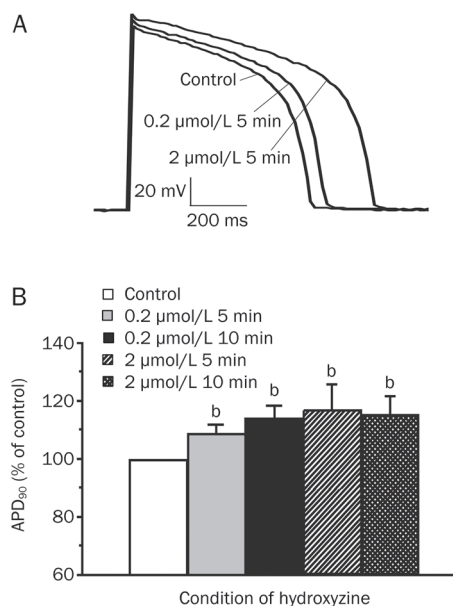 A
Control
0.2 µmol/L 5 min
2 µmol/L 5 min
20 mV
200 ms
B
Control
0.2 µmol/L 5 min
0.2 µmol/L 10 min
2 µmol/L 5 min
2 µmol/L 10 min
140
120
100
80
60
APD₉₀ (% of control)
b
b
b
b
Condition of hydroxyzine